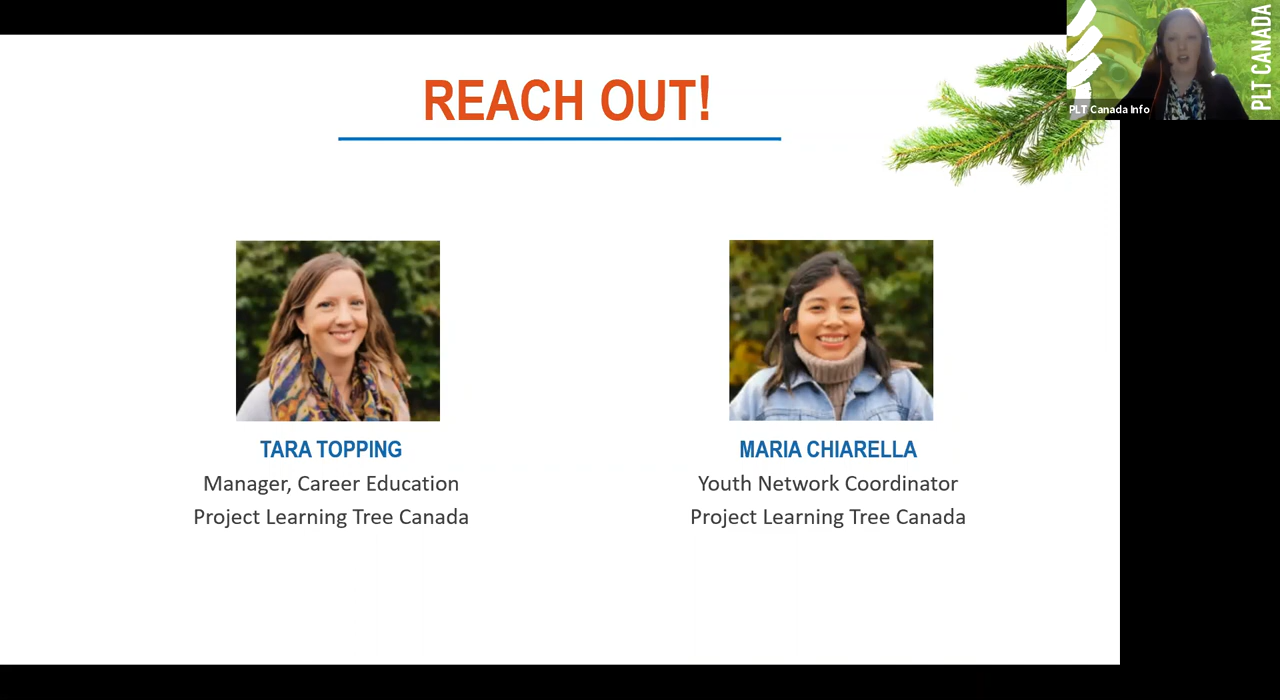 REACH OUT!
PLT CANADA
PLT Canada Info
TARA TOPPING
Manager, Career Education
Project Learning Tree Canada
MARIA CHIARELLA
Youth Network Coordinator
Project Learning Tree Canada